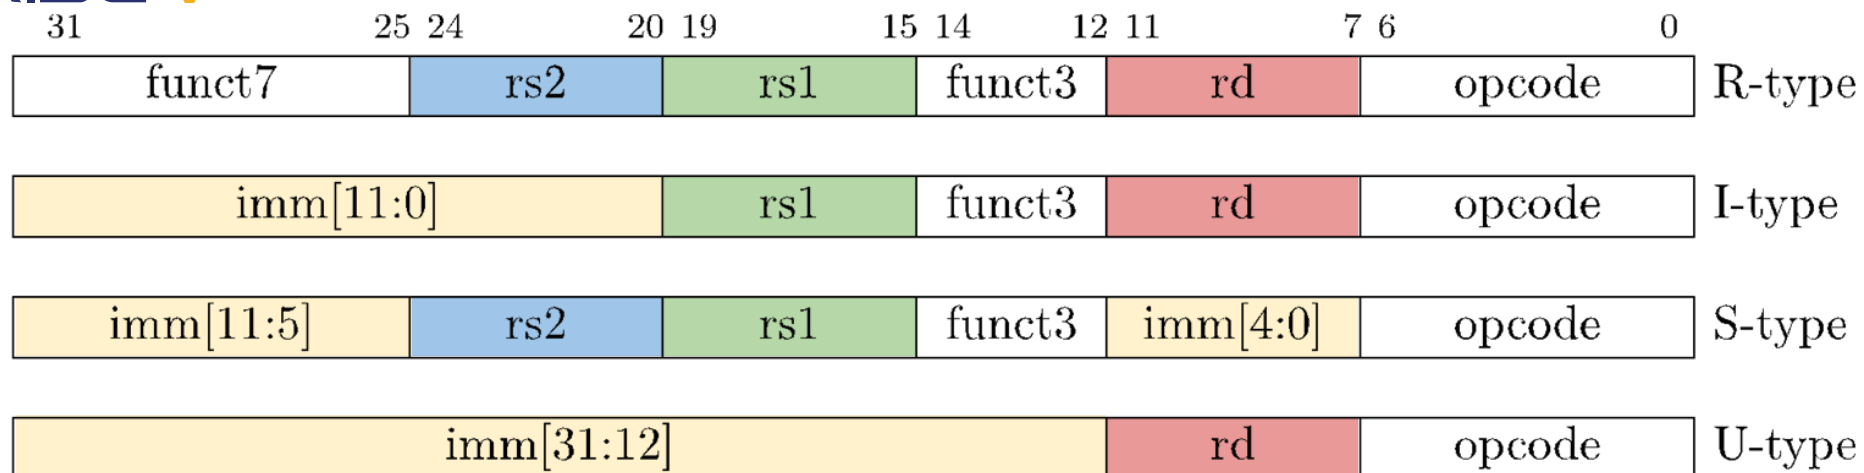 31 25 24 20 19 15 14 12 11 7 6 0
funct7 rs2 rs1 funct3 rd opcode R-type
imm[11:0] rs1 funct3 rd opcode I-type
imm[11:5] rs2 rs1 funct3 imm[4:0] opcode S-type
imm[31:12] rd opcode U-type